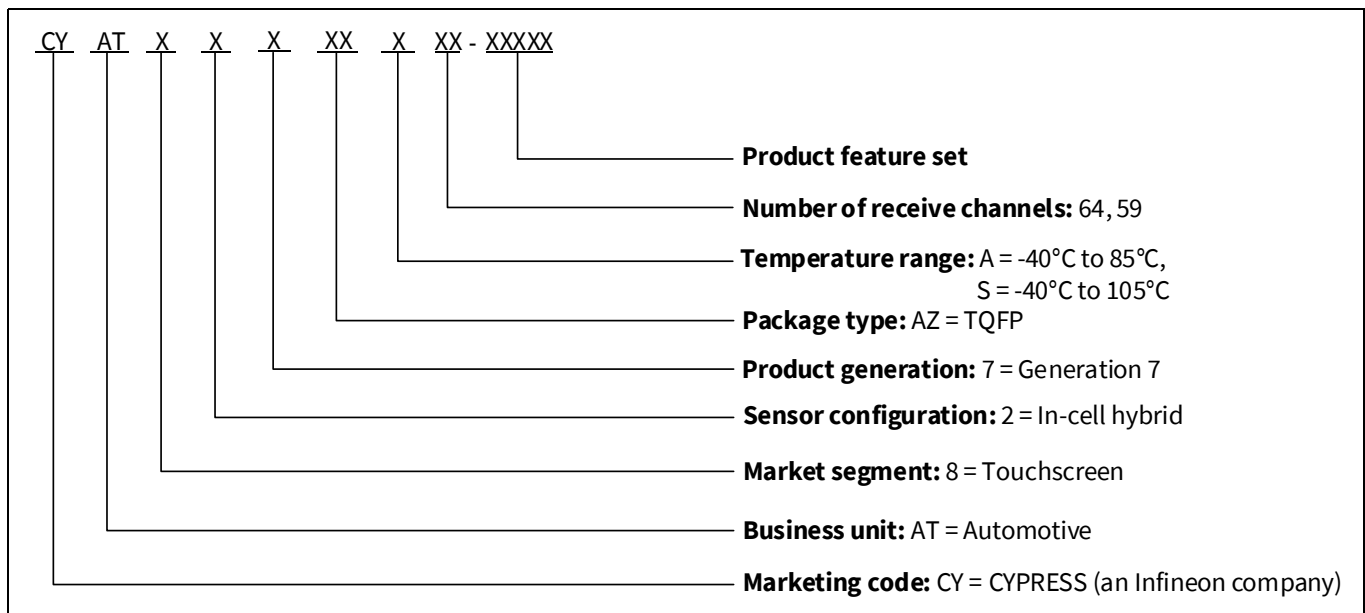 CY AT X X X XX X XX - XXXXX
Product feature set
Number of receive channels: 64, 59
Temperature range: A = -40°C to 85°C,
S = -40°C to 105°C
Package type: AZ = TQFP
Product generation: 7 = Generation 7
Sensor configuration: 2 = In-cell hybrid
Market segment: 8 = Touchscreen
Business unit: AT = Automotive
Marketing code: CY = CYPRESS (an Infineon company)